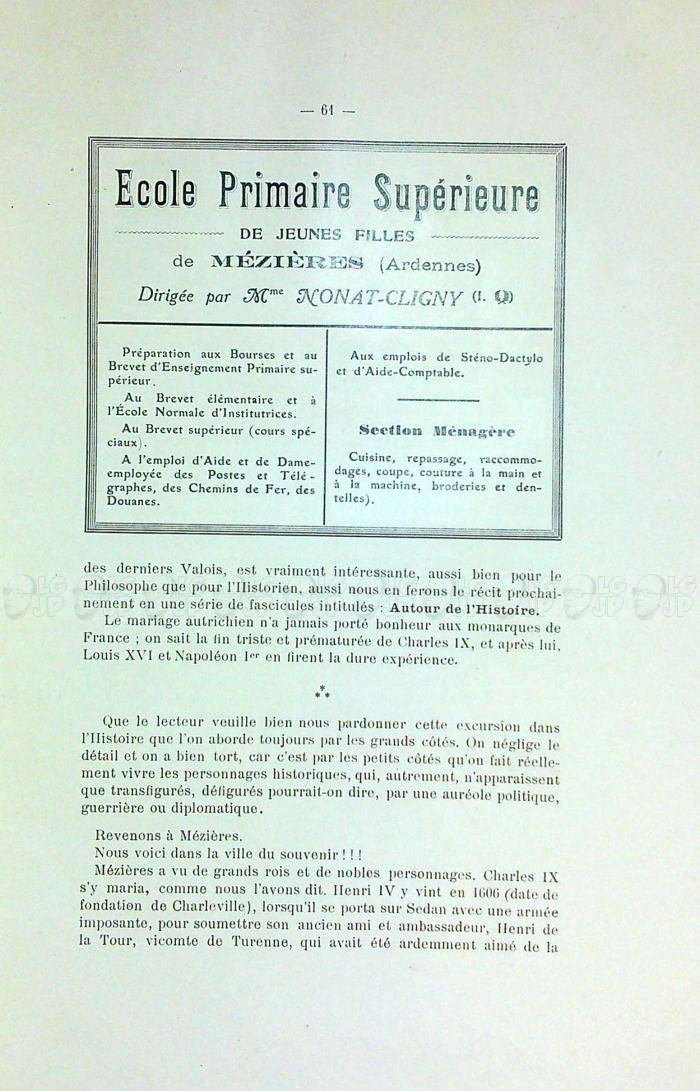 — 61 —
Ecole Primaire Supérieure
DE JEUNES FILLES
de MÉZIÈRES (Ardennes)
Dirigée par Mme NONAT-CLIGNY (I. Q)
Préparation aux Bourses et au
Brevet d'Enseignement Primaire su-
périeur.
Au Brevet élémentaire et à
l'École Normale d'Institutrices.
Au Brevet supérieur (cours spé-
ciaux).
A l'emploi d'Aide et de Dame-
employée des Postes et Télé-
graphes, des Chemins de Fer, des
Douanes.
Aux emplois de Sténo-Dactylo
et d'Aide-Comptable.
Section Ménagère
Cuisine, repassage, raccommo-
dages, coupe, couture à la main et
à la machine, broderies et den-
telles).
des derniers Valois, est vraiment intéressante, aussi bien pour le
Philosophe que pour l'Historien, aussi nous en ferons le récit prochai-
nement en une série de fascicules intitulés : Autour de l'Histoire.
Le mariage autrichien n'a jamais porté bonheur aux monarques de
France ; on sait la fin triste et prématurée de Charles IX, et après lui,
Louis XVI et Napoléon Ier en firent la dure expérience.
⁂
Que le lecteur veuille bien nous pardonner cette excursion dans
l'Histoire que l'on aborde toujours par les grands côtés. On néglige le
détail et on a bien tort, car c'est par les petits côtés qu'on fait réelle-
ment vivre les personnages historiques, qui, autrement, n'apparaissent
que transfigurés, défigurés pourrait-on dire, par une auréole politique,
guerrière ou diplomatique.
Revenons à Mézières.
Nous voici dans la ville du souvenir ! ! !
Mézières a vu de grands rois et de nobles personnages. Charles IX
s'y maria, comme nous l'avons dit. Henri IV y vint en 1606 (date de
fondation de Charleville), lorsqu'il se porta sur Sedan avec une armée
imposante, pour soumettre son ancien ami et ambassadeur, Henri de
la Tour, vicomte de Turenne, qui avait été ardemment aimé de la